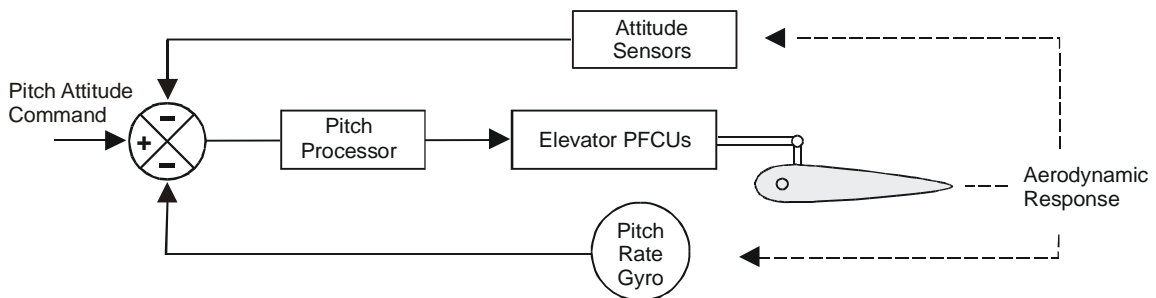 Attitude
Sensors
Pitch Attitude
Command
−
+
−
Pitch
Processor
Elevator PFCUs
Aerodynamic
Response
Pitch
Rate
Gyro